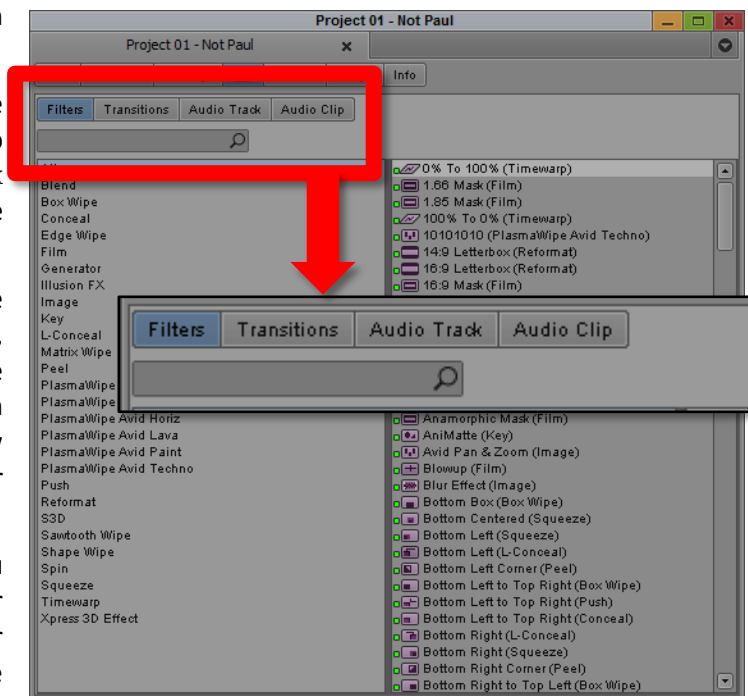 Project 01 - Not Paul
Project 01 - Not Paul
Info
Filters Transitions Audio Track Audio Clip
Blend
Box Wipe
Conceal
Edge Wipe
Film
Generator
Illusion FX
Image
Key
L-Conceal
Matrix Wipe
Peel
PlasmaWipe
PlasmaWipe
PlasmaWipe Avid Horiz
PlasmaWipe Avid Lava
PlasmaWipe Avid Paint
PlasmaWipe Avid Techno
Push
Reformat
S3D
Sawtooth Wipe
Shape Wipe
Spin
Squeeze
Timewarp
Xpress 3D Effect
0% To 100% (Timewarp)
1.66 Mask (Film)
1.85 Mask (Film)
100% To 0% (Timewarp)
10101010 (PlasmaWipe Avid Techno)
14:9 Letterbox (Reformat)
16:9 Letterbox (Reformat)
16:9 Mask (Film)
Filters Transitions Audio Track Audio Clip
Anamorphic Mask (Film)
AniMatte (Key)
Avid Pan & Zoom (Image)
Blowup (Film)
Blur Effect (Image)
Bottom Box (Box Wipe)
Bottom Centered (Squeeze)
Bottom Left (Squeeze)
Bottom Left (L-Conceal)
Bottom Left Corner (Peel)
Bottom Left to Top Right (Box Wipe)
Bottom Left to Top Right (Push)
Bottom Left to Top Right (Conceal)
Bottom Right (L-Conceal)
Bottom Right (Squeeze)
Bottom Right Corner (Peel)
Bottom Right to Top Left (Box Wipe)